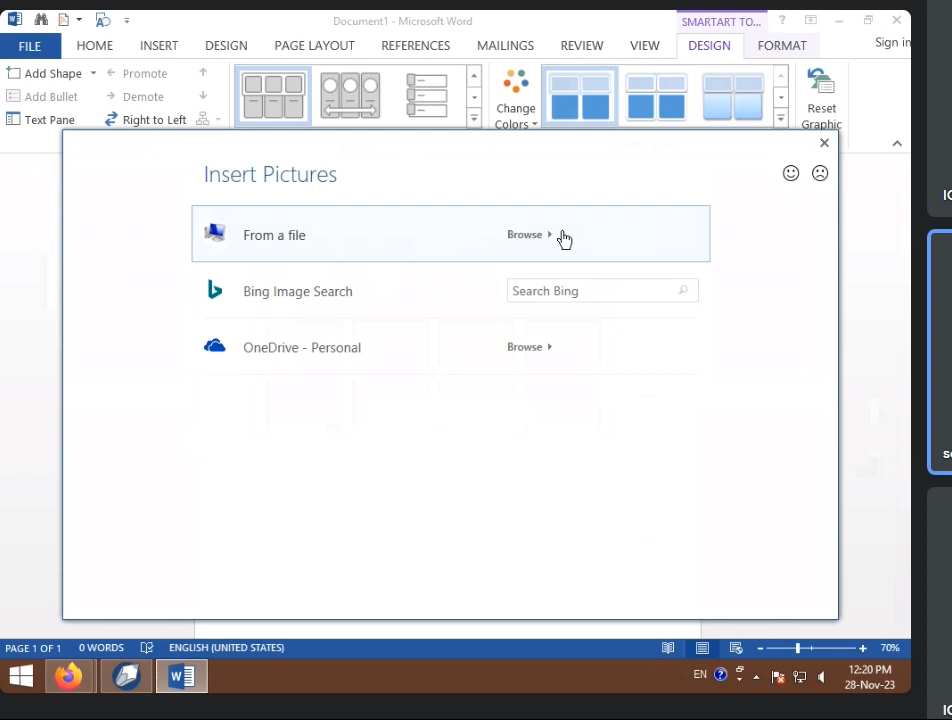 Document1 - Microsoft Word
SMARTART TO...
?
FILE
HOME
INSERT
DESIGN
PAGE LAYOUT
REFERENCES
MAILINGS
REVIEW
VIEW
DESIGN
FORMAT
Sign in
Add Shape
Promote
Add Bullet
Demote
Text Pane
Right to Left
Change
Colors
Reset
Graphic
Insert Pictures
From a file
Browse
Bing Image Search
Search Bing
OneDrive - Personal
Browse
PAGE 1 OF 1
0 WORDS
ENGLISH (UNITED STATES)
70%
EN
12:20 PM
28-Nov-23